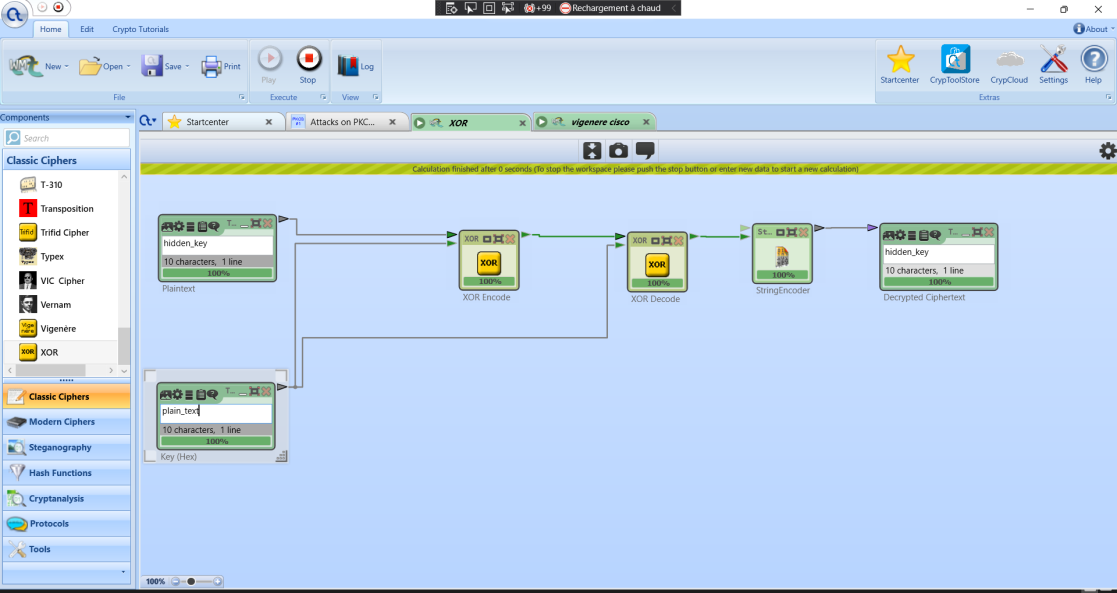 +99 Rechargement à chaud
Home Edit Crypto Tutorials About
New Open Save Print Play Stop Log
File Execute View
Startcenter CrypToolStore CrypCloud Settings Help
Extras
Components
Startcenter Attacks on PKC... XOR vigenere cisco
Search
Classic Ciphers
Calculation finished after 0 seconds (To stop the workspace please push the stop button or enter new data to start a new calculation)
T-310
Transposition
Trifid Cipher
Typex
VIC Cipher
Vernam
Vigenère
XOR
T...
hidden_key
10 characters, 1 line
100%
Plaintext
XOR
XOR
100%
XOR Encode
XOR
XOR
100%
XOR Decode
St...
100%
StringEncoder
T...
hidden_key
10 characters, 1 line
100%
Decrypted Ciphertext
T...
plain_text
10 characters, 1 line
100%
Key (Hex)
Classic Ciphers
Modern Ciphers
Steganography
Hash Functions
Cryptanalysis
Protocols
Tools
100%